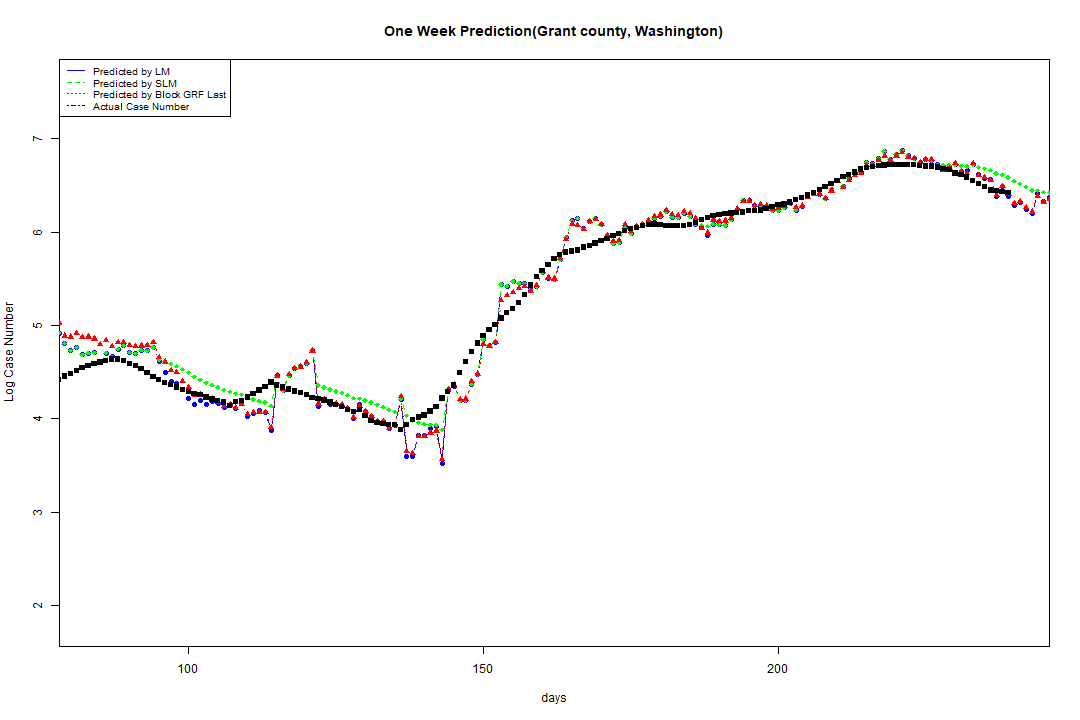 One Week Prediction(Grant county, Washington)
Predicted by LM
Predicted by SLM
Predicted by Block GRF Last
Actual Case Number
7
6
5
4
3
2
Log Case Number
100
150
200
days